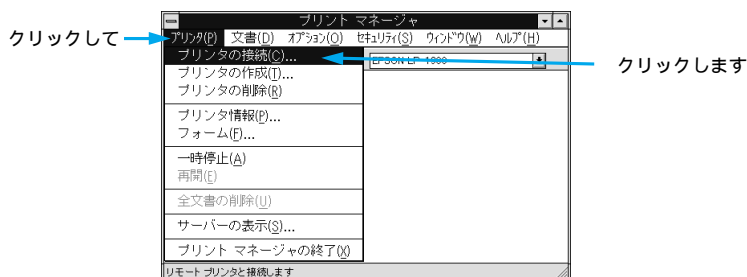 プリント マネージャ
クリックして
プリンタ(P) 文書(D) オプション(O) セキュリティ(S) ウィンドウ(W) ヘルプ(H)
プリンタの接続(C)...
EPSON LP-1600
クリックします
プリンタの作成(T)...
プリンタの削除(R)
プリンタ情報(P)...
フォーム(F)...
一時停止(A)
再開(E)
全文書の削除(U)
サーバーの表示(S)...
プリント マネージャの終了(X)
リモート プリンタと接続します